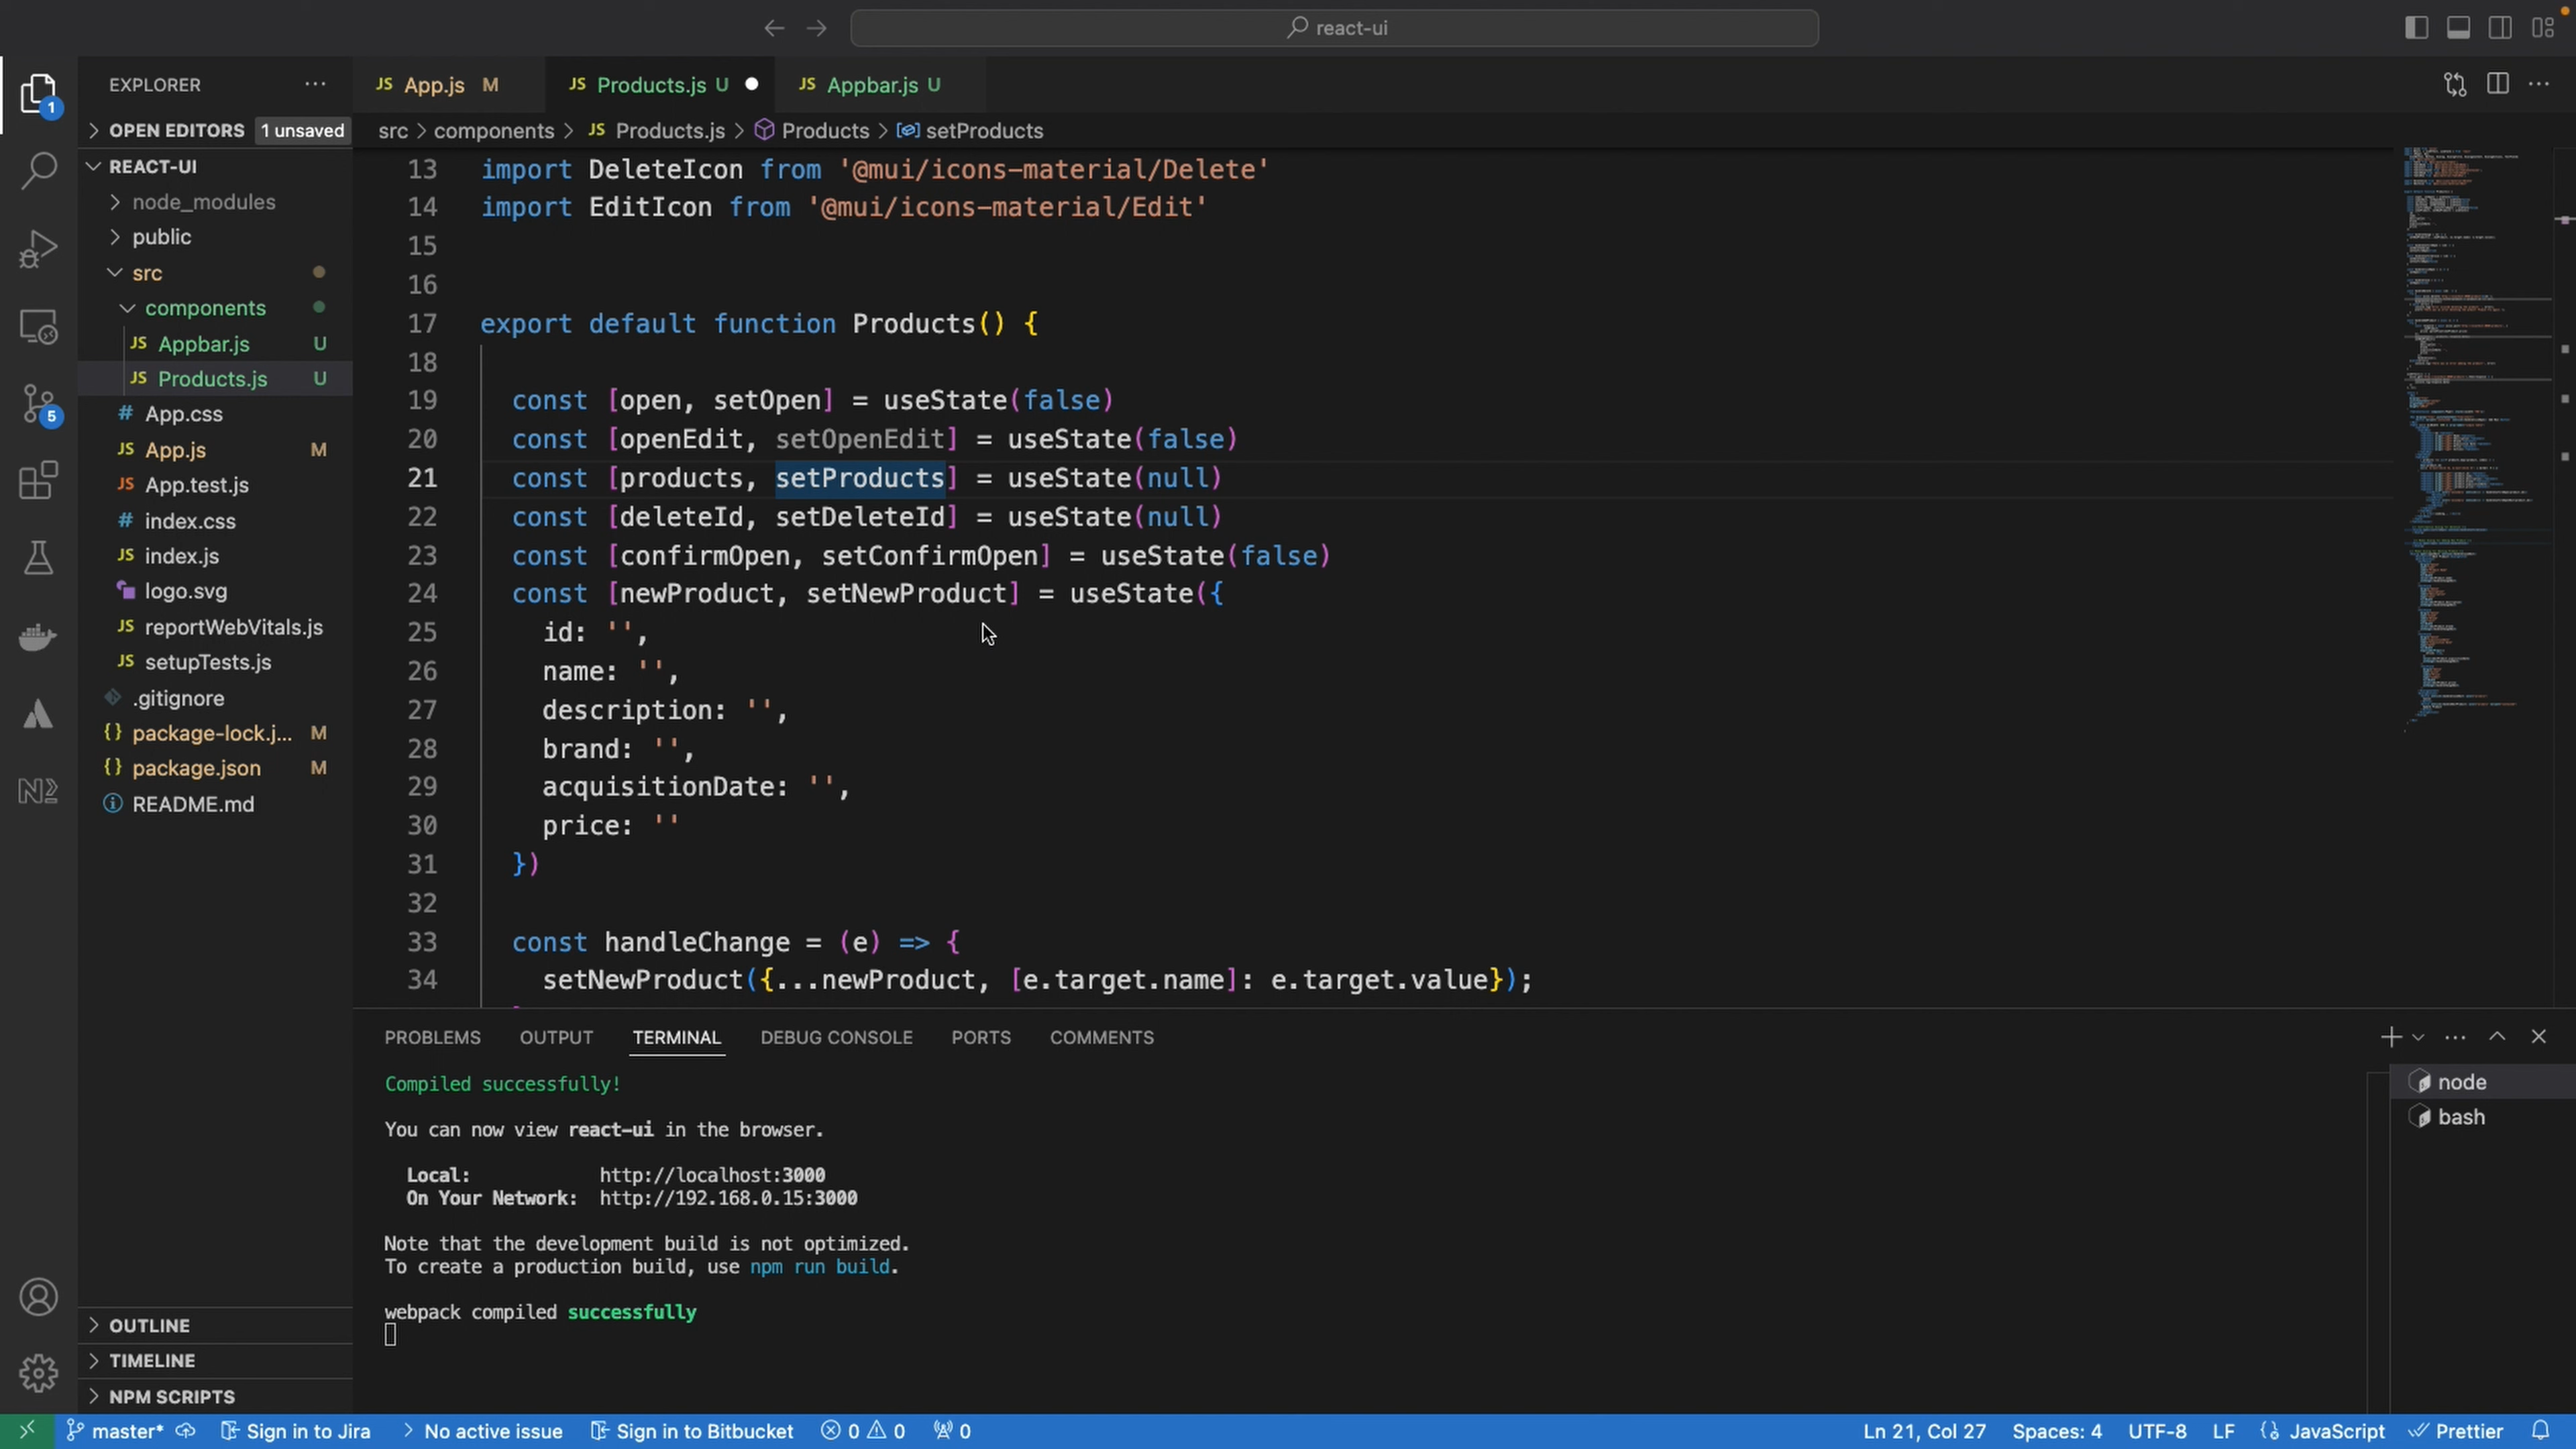 react-ui
EXPLORER
App.js M
Products.js U
Appbar.js U
OPEN EDITORS 1 unsaved
src > components > JS Products.js > Products > setProducts
REACT-UI
node_modules
public
src
components
JS Appbar.js U
JS Products.js U
# App.css
JS App.js M
JS App.test.js
# index.css
JS index.js
logo.svg
JS reportWebVitals.js
JS setupTests.js
.gitignore
{} package-lock.j... M
{} package.json M
README.md
OUTLINE
TIMELINE
NPM SCRIPTS
1
5
13 import DeleteIcon from '@mui/icons-material/Delete'
14 import EditIcon from '@mui/icons-material/Edit'
15
16
17 export default function Products() {
18
19 const [open, setOpen] = useState(false)
20 const [openEdit, setOpenEdit] = useState(false)
21 const [products, setProducts] = useState(null)
22 const [deleteId, setDeleteId] = useState(null)
23 const [confirmOpen, setConfirmOpen] = useState(false)
24 const [newProduct, setNewProduct] = useState({
25 id: '',
26 name: '',
27 description: '',
28 brand: '',
29 acquisitionDate: '',
30 price: ''
31 })
32
33 const handleChange = (e) => {
34 setNewProduct({...newProduct, [e.target.name]: e.target.value});
PROBLEMS OUTPUT TERMINAL DEBUG CONSOLE PORTS COMMENTS
Compiled successfully!
You can now view react-ui in the browser.
Local: http://localhost:3000
On Your Network: http://192.168.0.15:3000
Note that the development build is not optimized.
To create a production build, use npm run build.
webpack compiled successfully
node
bash
master* Sign in to Jira > No active issue Sign in to Bitbucket 0 0 0 Ln 21, Col 27 Spaces: 4 UTF-8 LF {} JavaScript Prettier